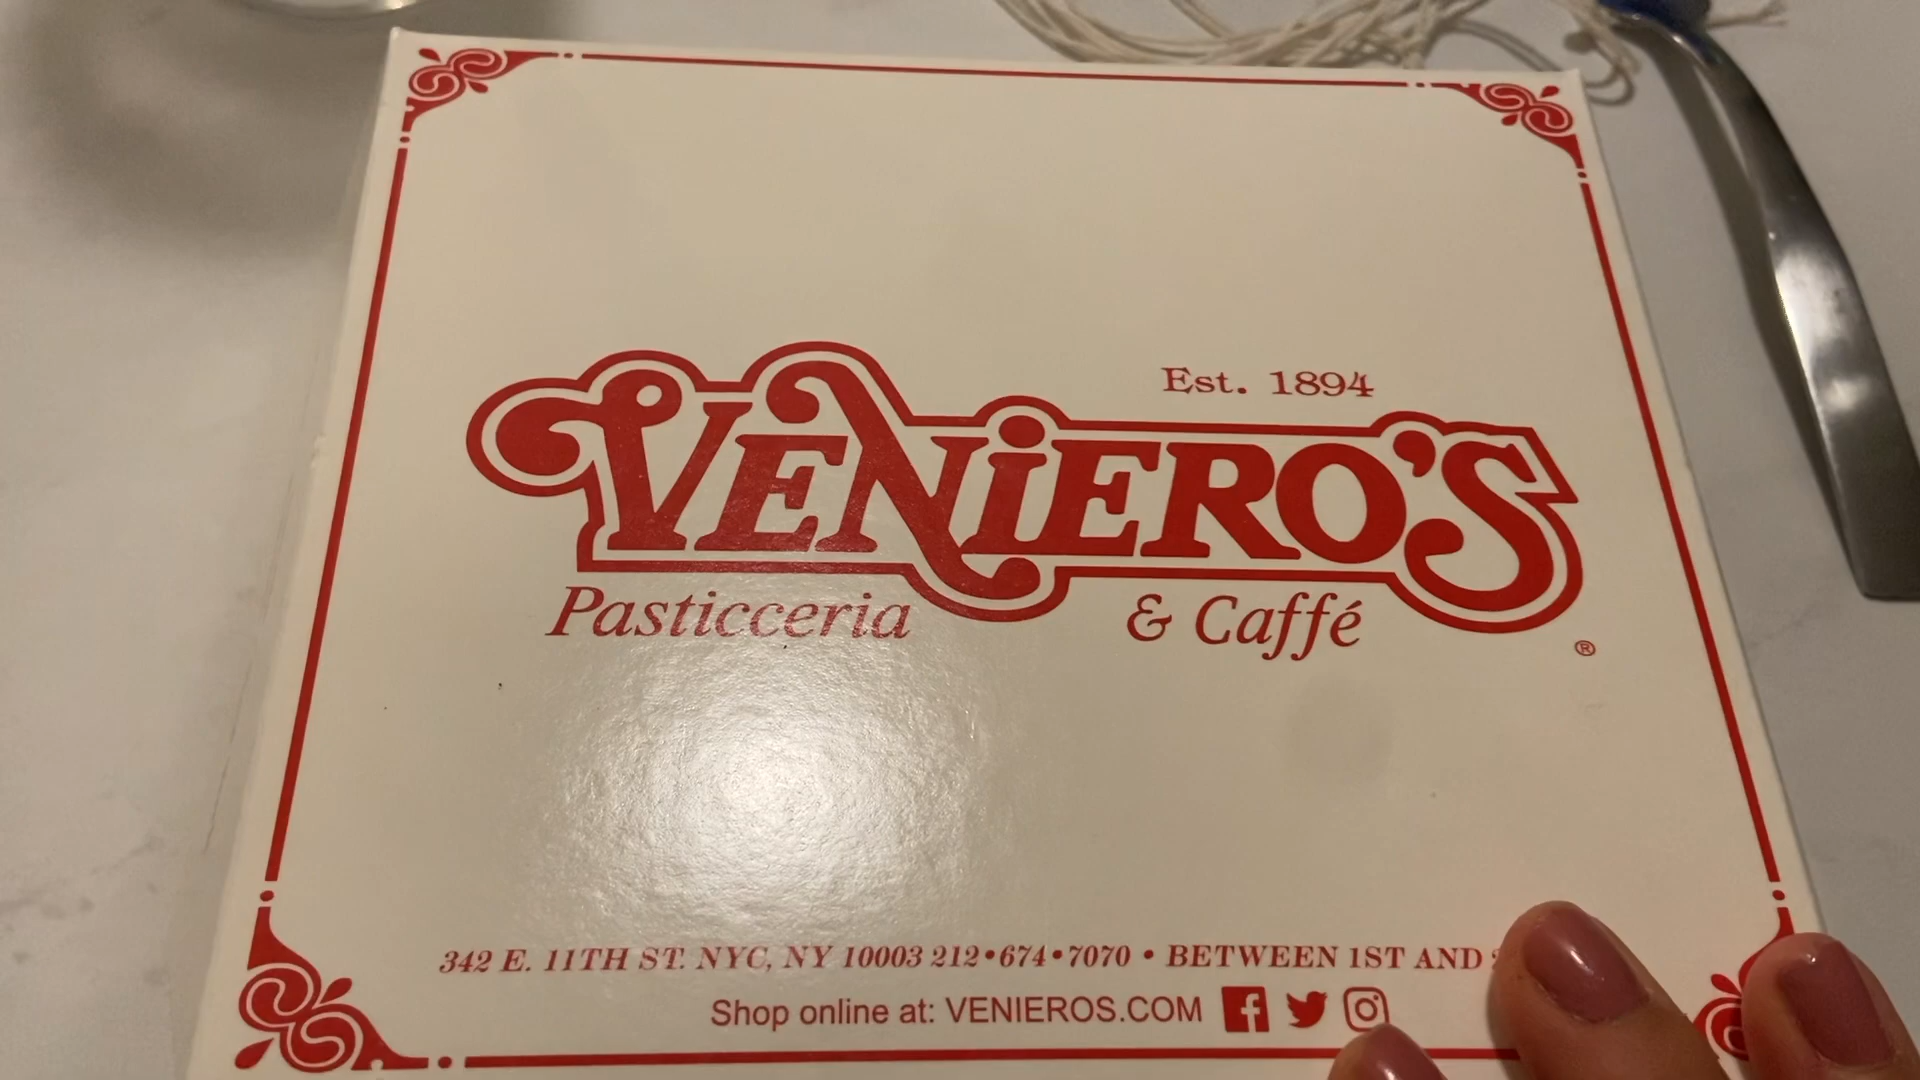 Est. 1894
VENiERO'S
Pasticceria & Caffé
®
342 E. 11TH ST. NYC, NY 10003 212•674•7070 • BETWEEN 1ST AND
Shop online at: VENIEROS.COM